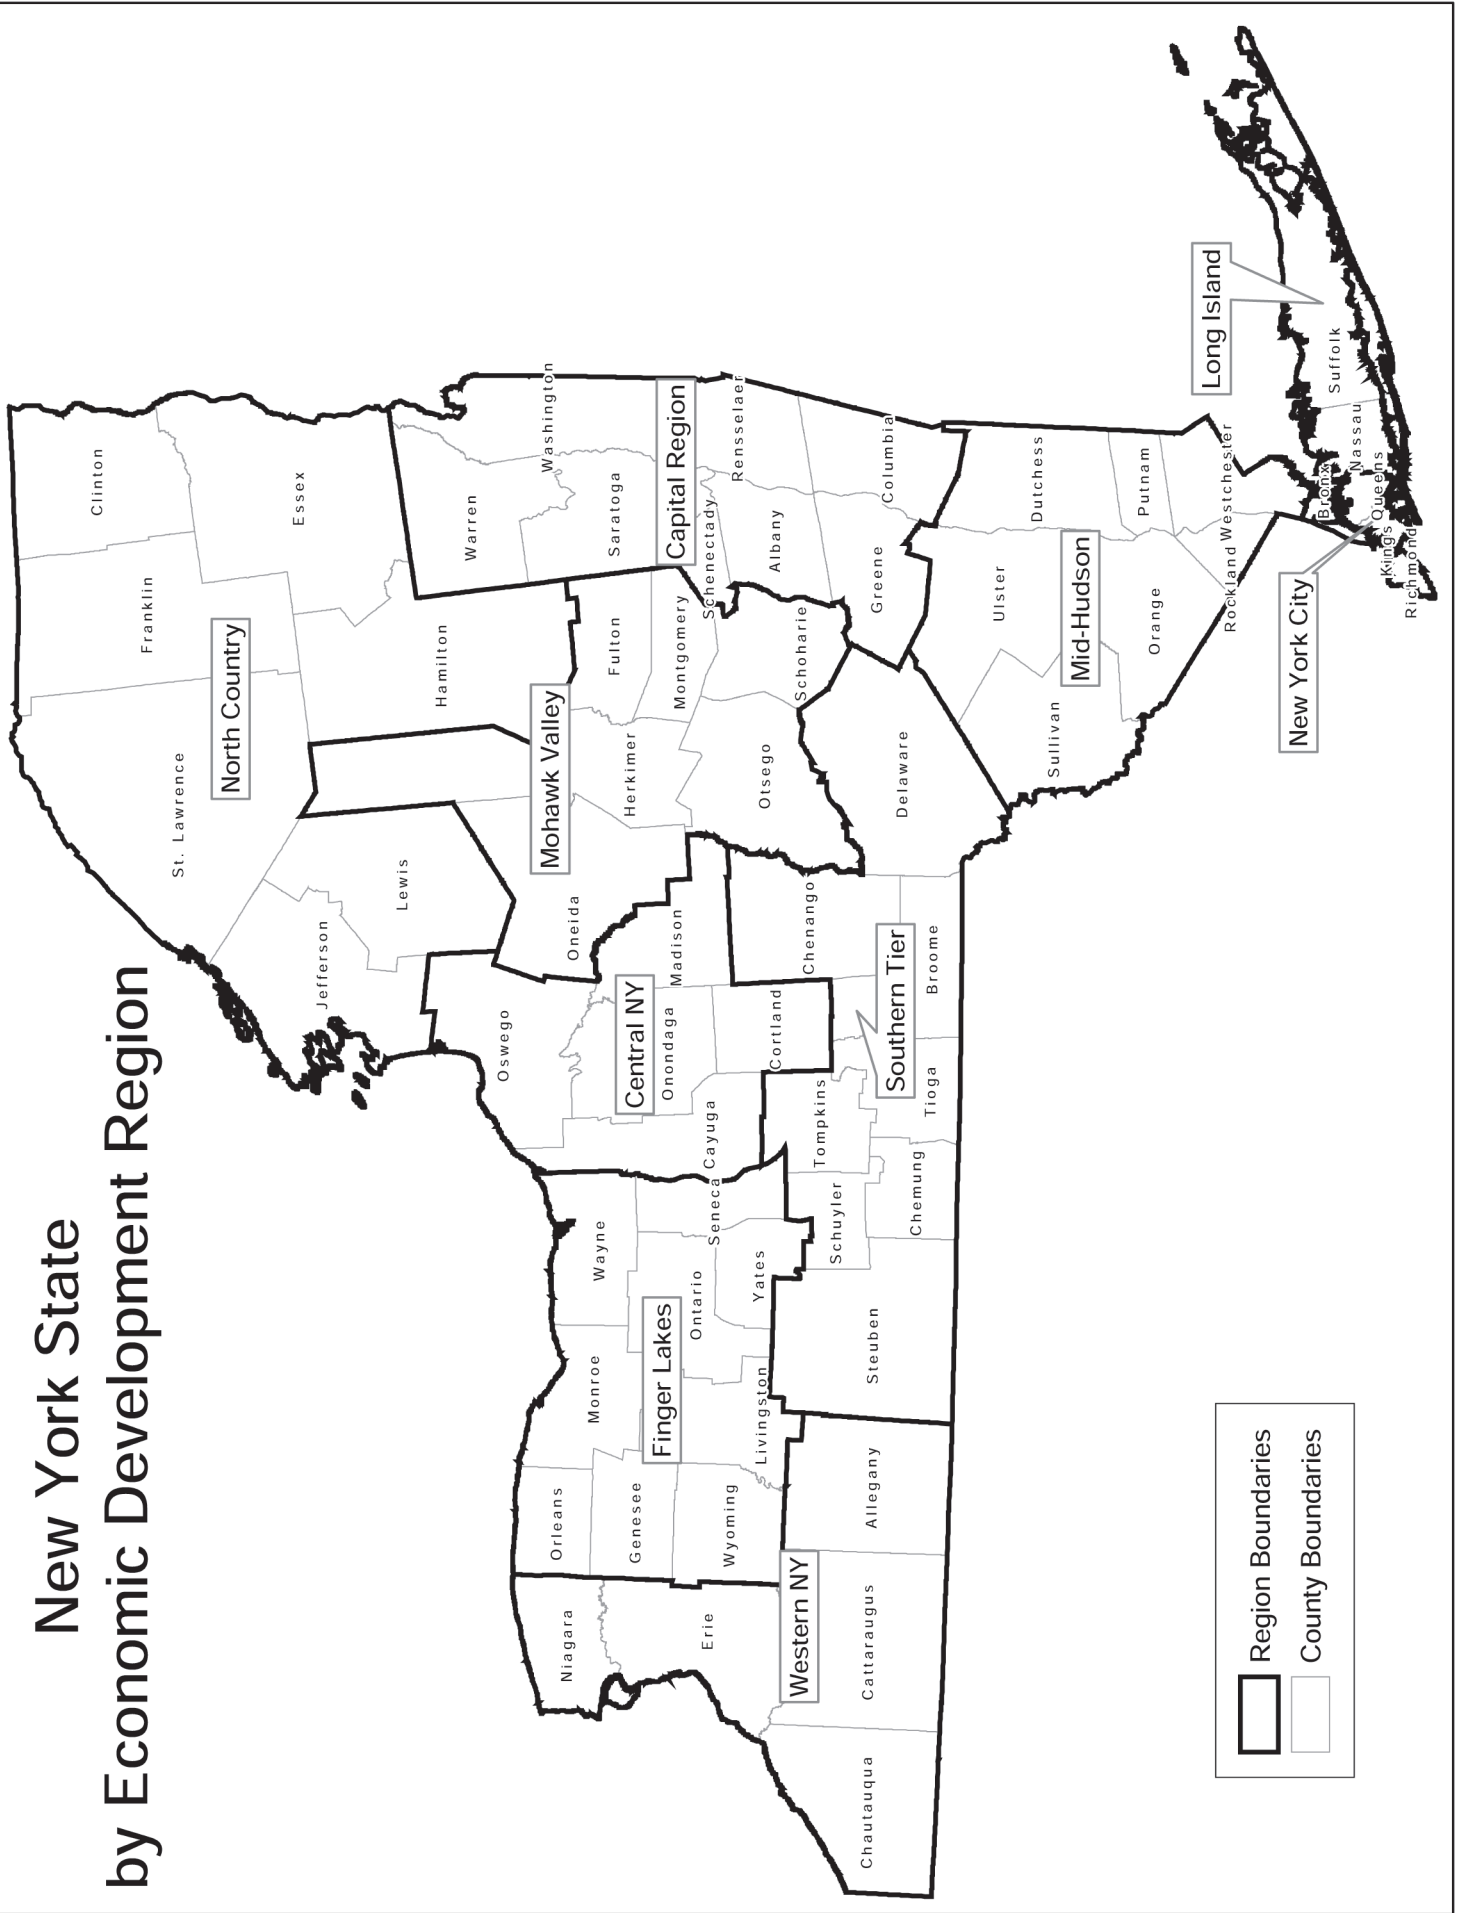 New York State
by Economic Development Region
Clinton
Franklin
St. Lawrence
North Country
Essex
Jefferson
Lewis
Hamilton
Warren
Washington
Oswego
Oneida
Mohawk Valley
Herkimer
Fulton
Saratoga
Capital Region
Niagara
Orleans
Monroe
Wayne
Genesee
Finger Lakes
Ontario
Seneca
Cayuga
Central NY
Onondaga
Madison
Montgomery
Schenectady
Rensselaer
Erie
Wyoming
Livingston
Yates
Cortland
Chenango
Otsego
Schoharie
Albany
Western NY
Schuyler
Tompkins
Chautauqua
Cattaraugus
Allegany
Steuben
Chemung
Tioga
Southern Tier
Broome
Delaware
Greene
Columbia
Sullivan
Ulster
Dutchess
Mid-Hudson
Orange
Putnam
Rockland
Westchester
Long Island
New York City
Bronx
Suffolk
Nassau
Queens
Kings
Richmond
Region Boundaries
County Boundaries